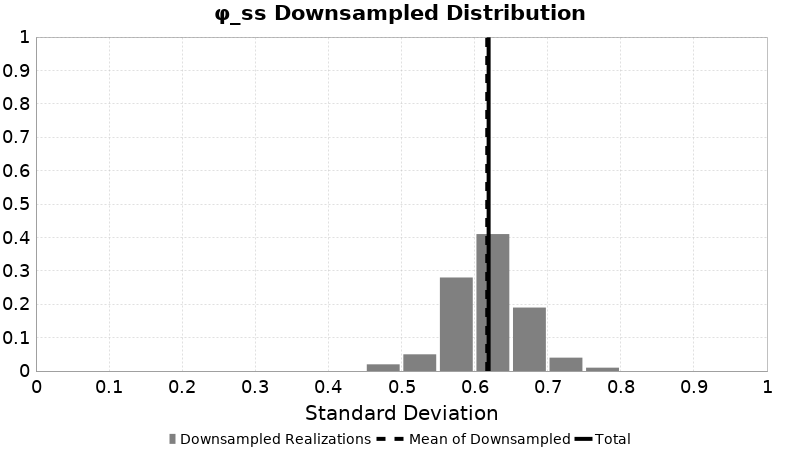 φ_ss Downsampled Distribution
1
0.9
0.8
0.7
0.6
0.5
0.4
0.3
0.2
0.1
0
0 0.1 0.2 0.3 0.4 0.5 0.6 0.7 0.8 0.9 1
Standard Deviation
Downsampled Realizations Mean of Downsampled Total